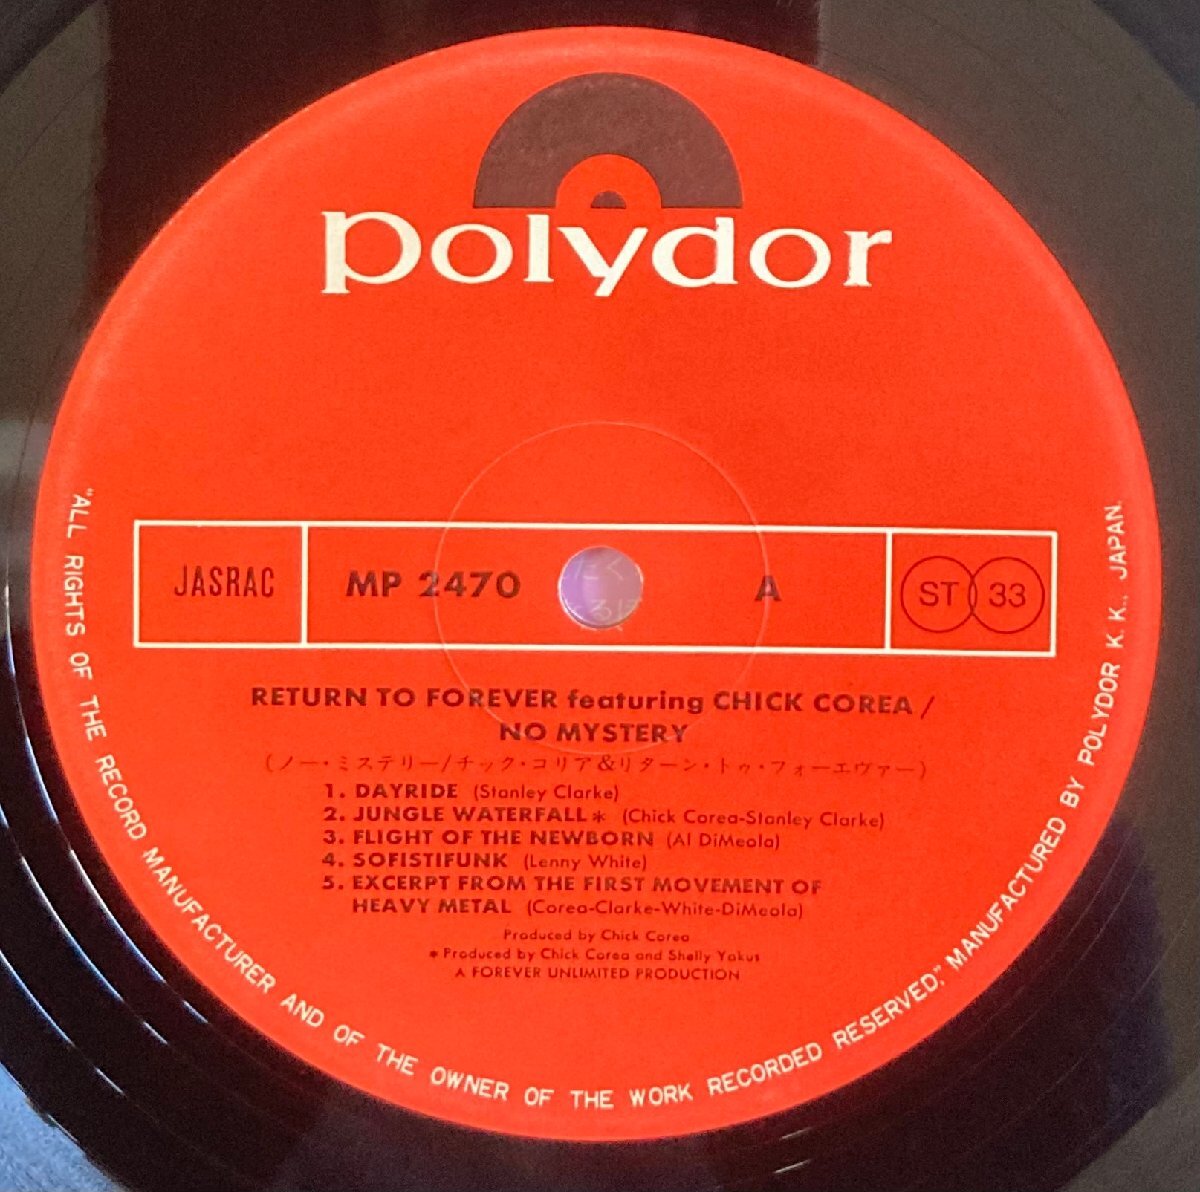 polydor
JASRAC MP 2470 A ST 33
RETURN TO FOREVER featuring CHICK COREA /
NO MYSTERY
(ノー・ミステリー/チック・コリア&リターン・トゥ・フォーエヴァー)
1. DAYRIDE (Stanley Clarke)
2. JUNGLE WATERFALL* (Chick Corea-Stanley Clarke)
3. FLIGHT OF THE NEWBORN (Al DiMeola)
4. SOFISTIFUNK (Lenny White)
5. EXCERPT FROM THE FIRST MOVEMENT OF
HEAVY METAL (Corea-Clarke-White-DiMeola)
Produced by Chick Corea
* Produced by Chick Corea and Shelly Yakus
A FOREVER UNLIMITED PRODUCTION
"ALL RIGHTS OF THE RECORD MANUFACTURER AND OF THE OWNER OF THE WORK RECORDED RESERVED," MANUFACTURED BY POLYDOR K. K., JAPAN.